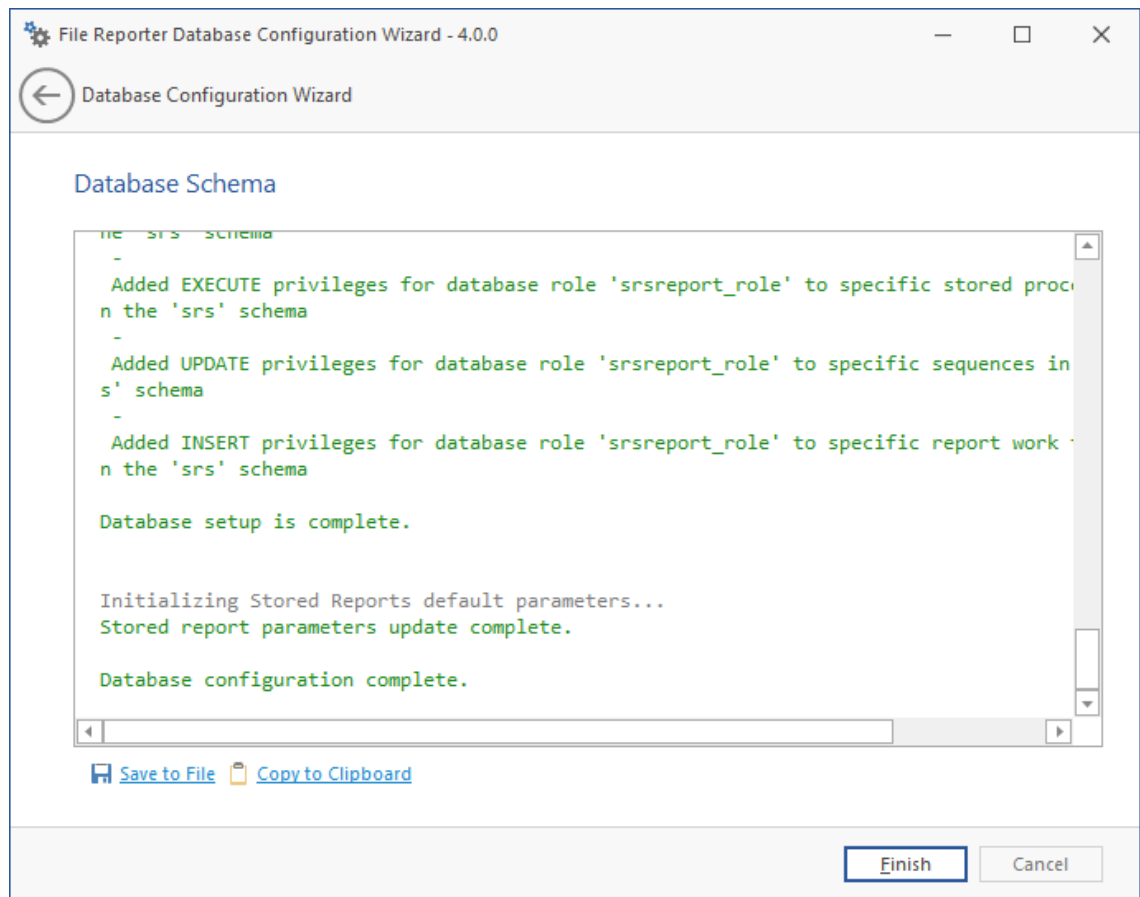 File Reporter Database Configuration Wizard - 4.0.0
Database Configuration Wizard
Database Schema
ne 'srs' schema
-
Added EXECUTE privileges for database role 'srsreport_role' to specific stored
n the 'srs' schema
-
Added UPDATE privileges for database role 'srsreport_role' to specific sequences in
s' schema
-
Added INSERT privileges for database role 'srsreport_role' to specific report work
n the 'srs' schema
Database setup is complete.
Initializing Stored Reports default parameters...
Stored report parameters update complete.
Database configuration complete.
Save to File Copy to Clipboard
Finish Cancel